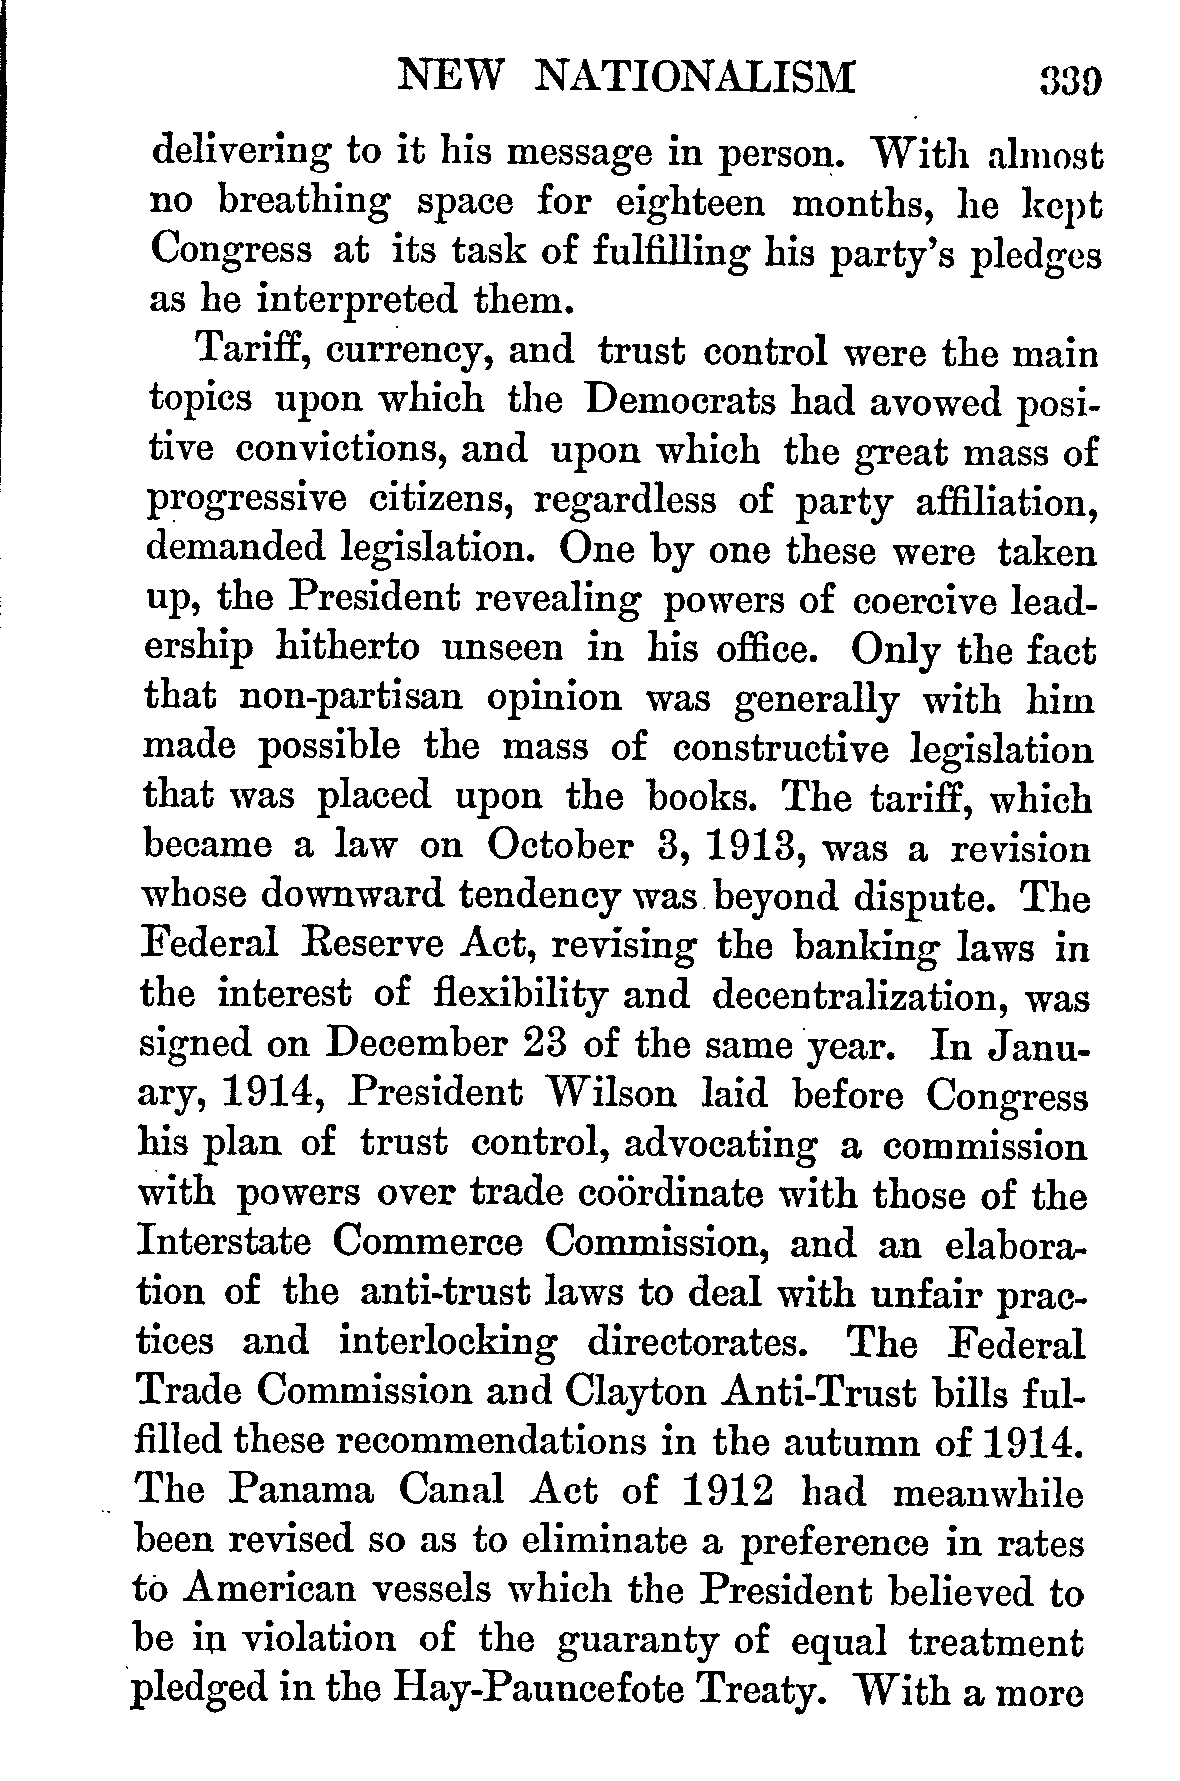 NEW NATIONALISM 339
delivering to it his message in person. With almost
no breathing space for eighteen months, he kept
Congress at its task of fulfilling his party's pledges
as he interpreted them.
Tariff, currency, and trust control were the main
topics upon which the Democrats had avowed posi-
tive convictions, and upon which the great mass of
progressive citizens, regardless of party affiliation,
demanded legislation. One by one these were taken
up, the President revealing powers of coercive lead-
ership hitherto unseen in his office. Only the fact
that non-partisan opinion was generally with him
made possible the mass of constructive legislation
that was placed upon the books. The tariff, which
became a law on October 3, 1913, was a revision
whose downward tendency was beyond dispute. The
Federal Reserve Act, revising the banking laws in
the interest of flexibility and decentralization, was
signed on December 23 of the same year. In Janu-
ary, 1914, President Wilson laid before Congress
his plan of trust control, advocating a commission
with powers over trade coördinate with those of the
Interstate Commerce Commission, and an elabora-
tion of the anti-trust laws to deal with unfair prac-
tices and interlocking directorates. The Federal
Trade Commission and Clayton Anti-Trust bills ful-
filled these recommendations in the autumn of 1914.
The Panama Canal Act of 1912 had meanwhile
been revised so as to eliminate a preference in rates
to American vessels which the President believed to
be in violation of the guaranty of equal treatment
pledged in the Hay-Pauncefote Treaty. With a more